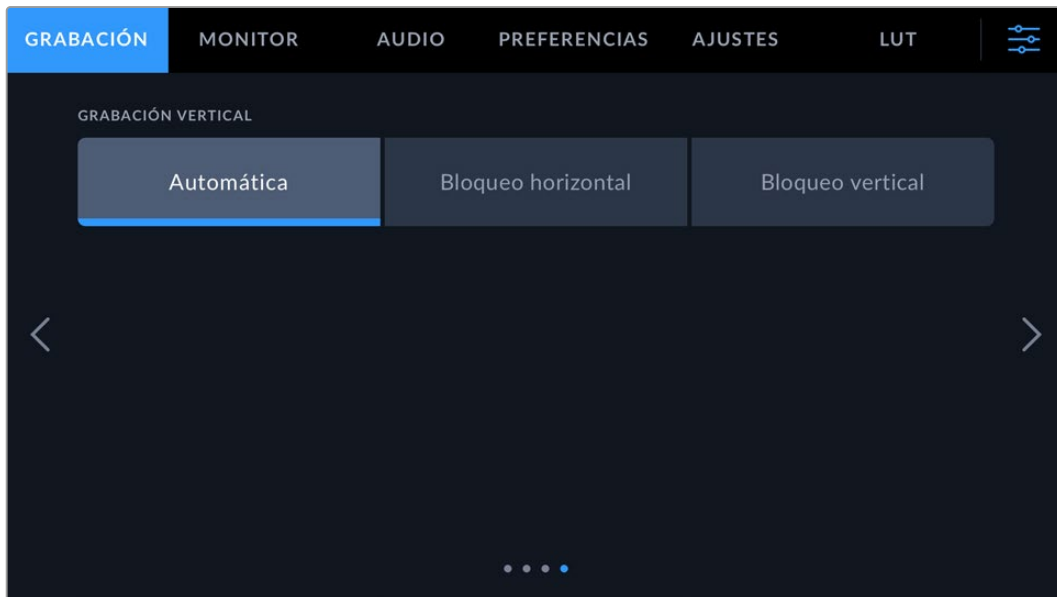 GRABACIÓN MONITOR AUDIO PREFERENCIAS AJUSTES LUT
GRABACIÓN VERTICAL
Automática Bloqueo horizontal Bloqueo vertical